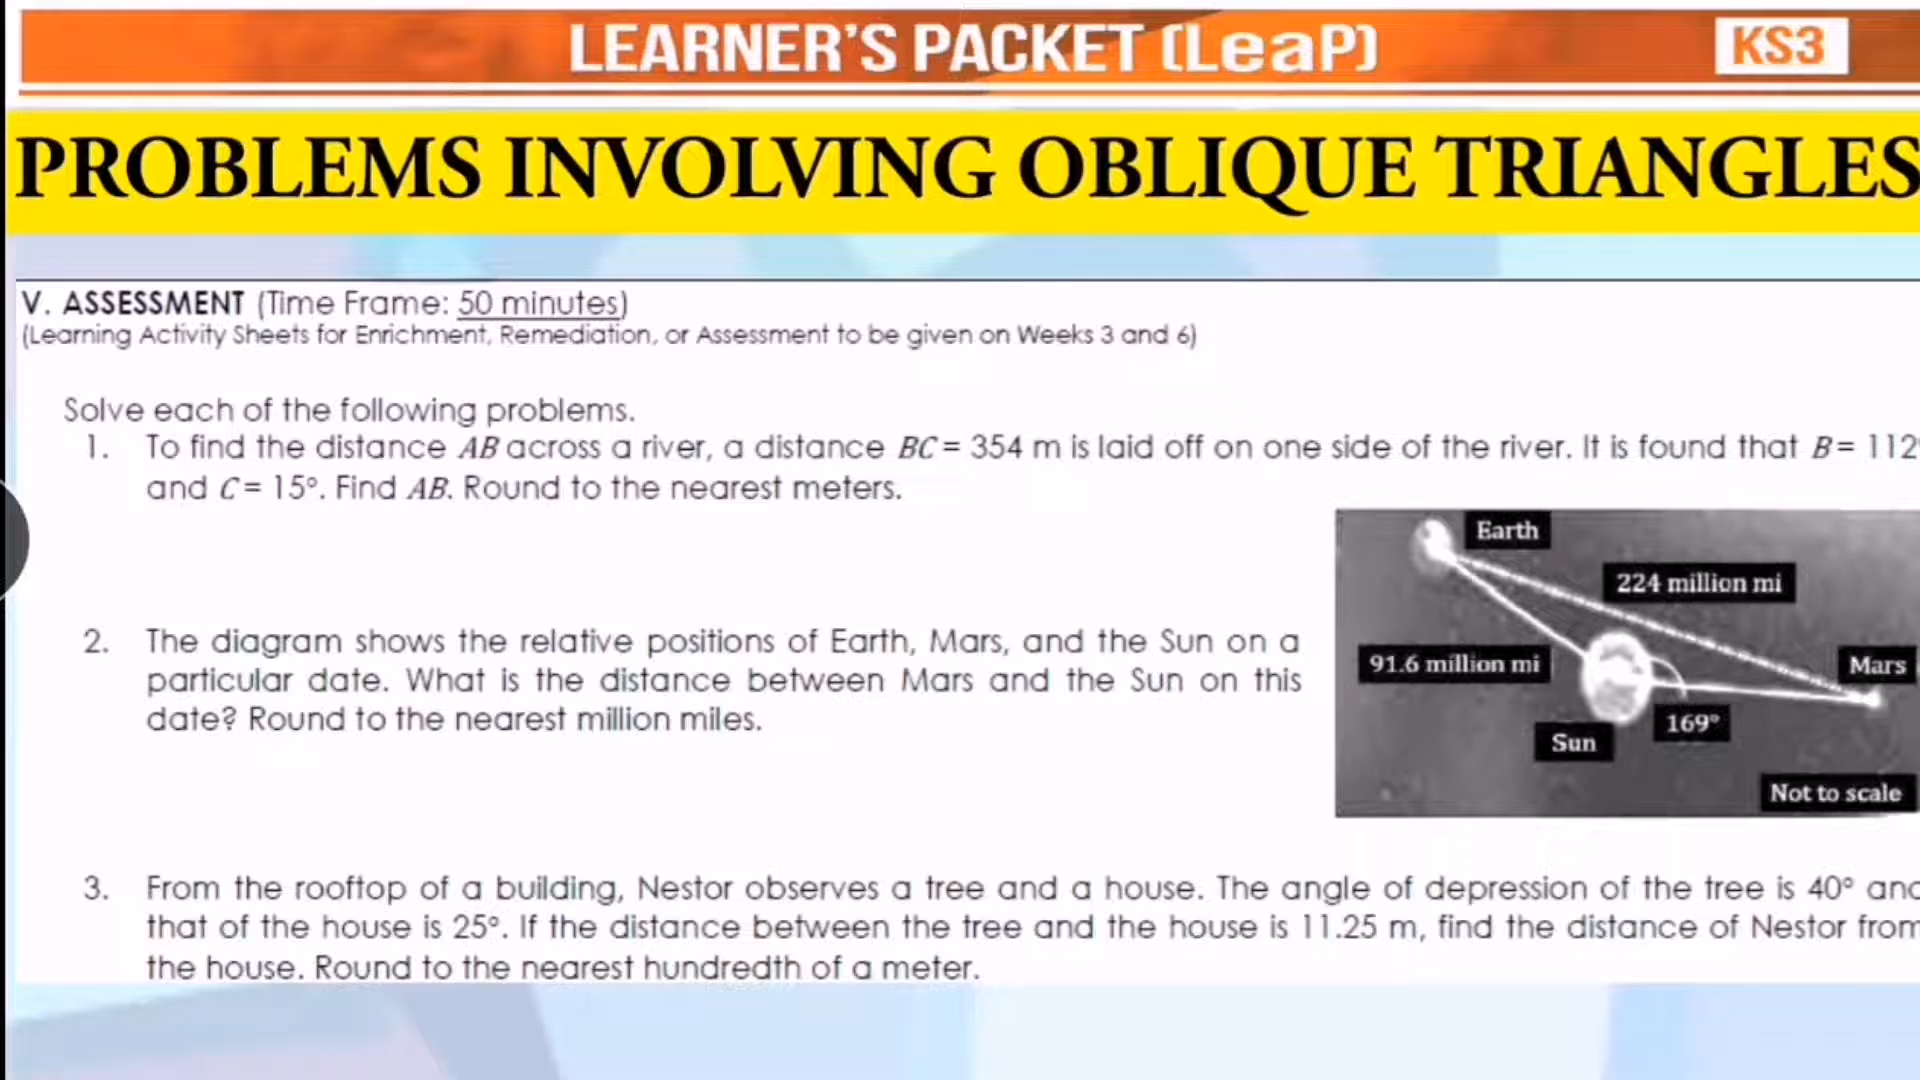 LEARNER'S PACKET (LeaP)
KS3
PROBLEMS INVOLVING OBLIQUE TRIANGLES
V. ASSESSMENT (Time Frame: 50 minutes)
(Learning Activity Sheets for Enrichment, Remediation, or Assessment to be given on Weeks 3 and 6)
Solve each of the following problems.
1. To find the distance AB across a river, a distance BC = 354 m is laid off on one side of the river. It is found that B = 112°
and C = 15°. Find AB. Round to the nearest meters.
Earth
224 million mi
2. The diagram shows the relative positions of Earth, Mars, and the Sun on a
particular date. What is the distance between Mars and the Sun on this
date? Round to the nearest million miles.
91.6 million mi
Mars
169°
Sun
Not to scale
3. From the rooftop of a building, Nestor observes a tree and a house. The angle of depression of the tree is 40° and
that of the house is 25°. If the distance between the tree and the house is 11.25 m, find the distance of Nestor from
the house. Round to the nearest hundredth of a meter.